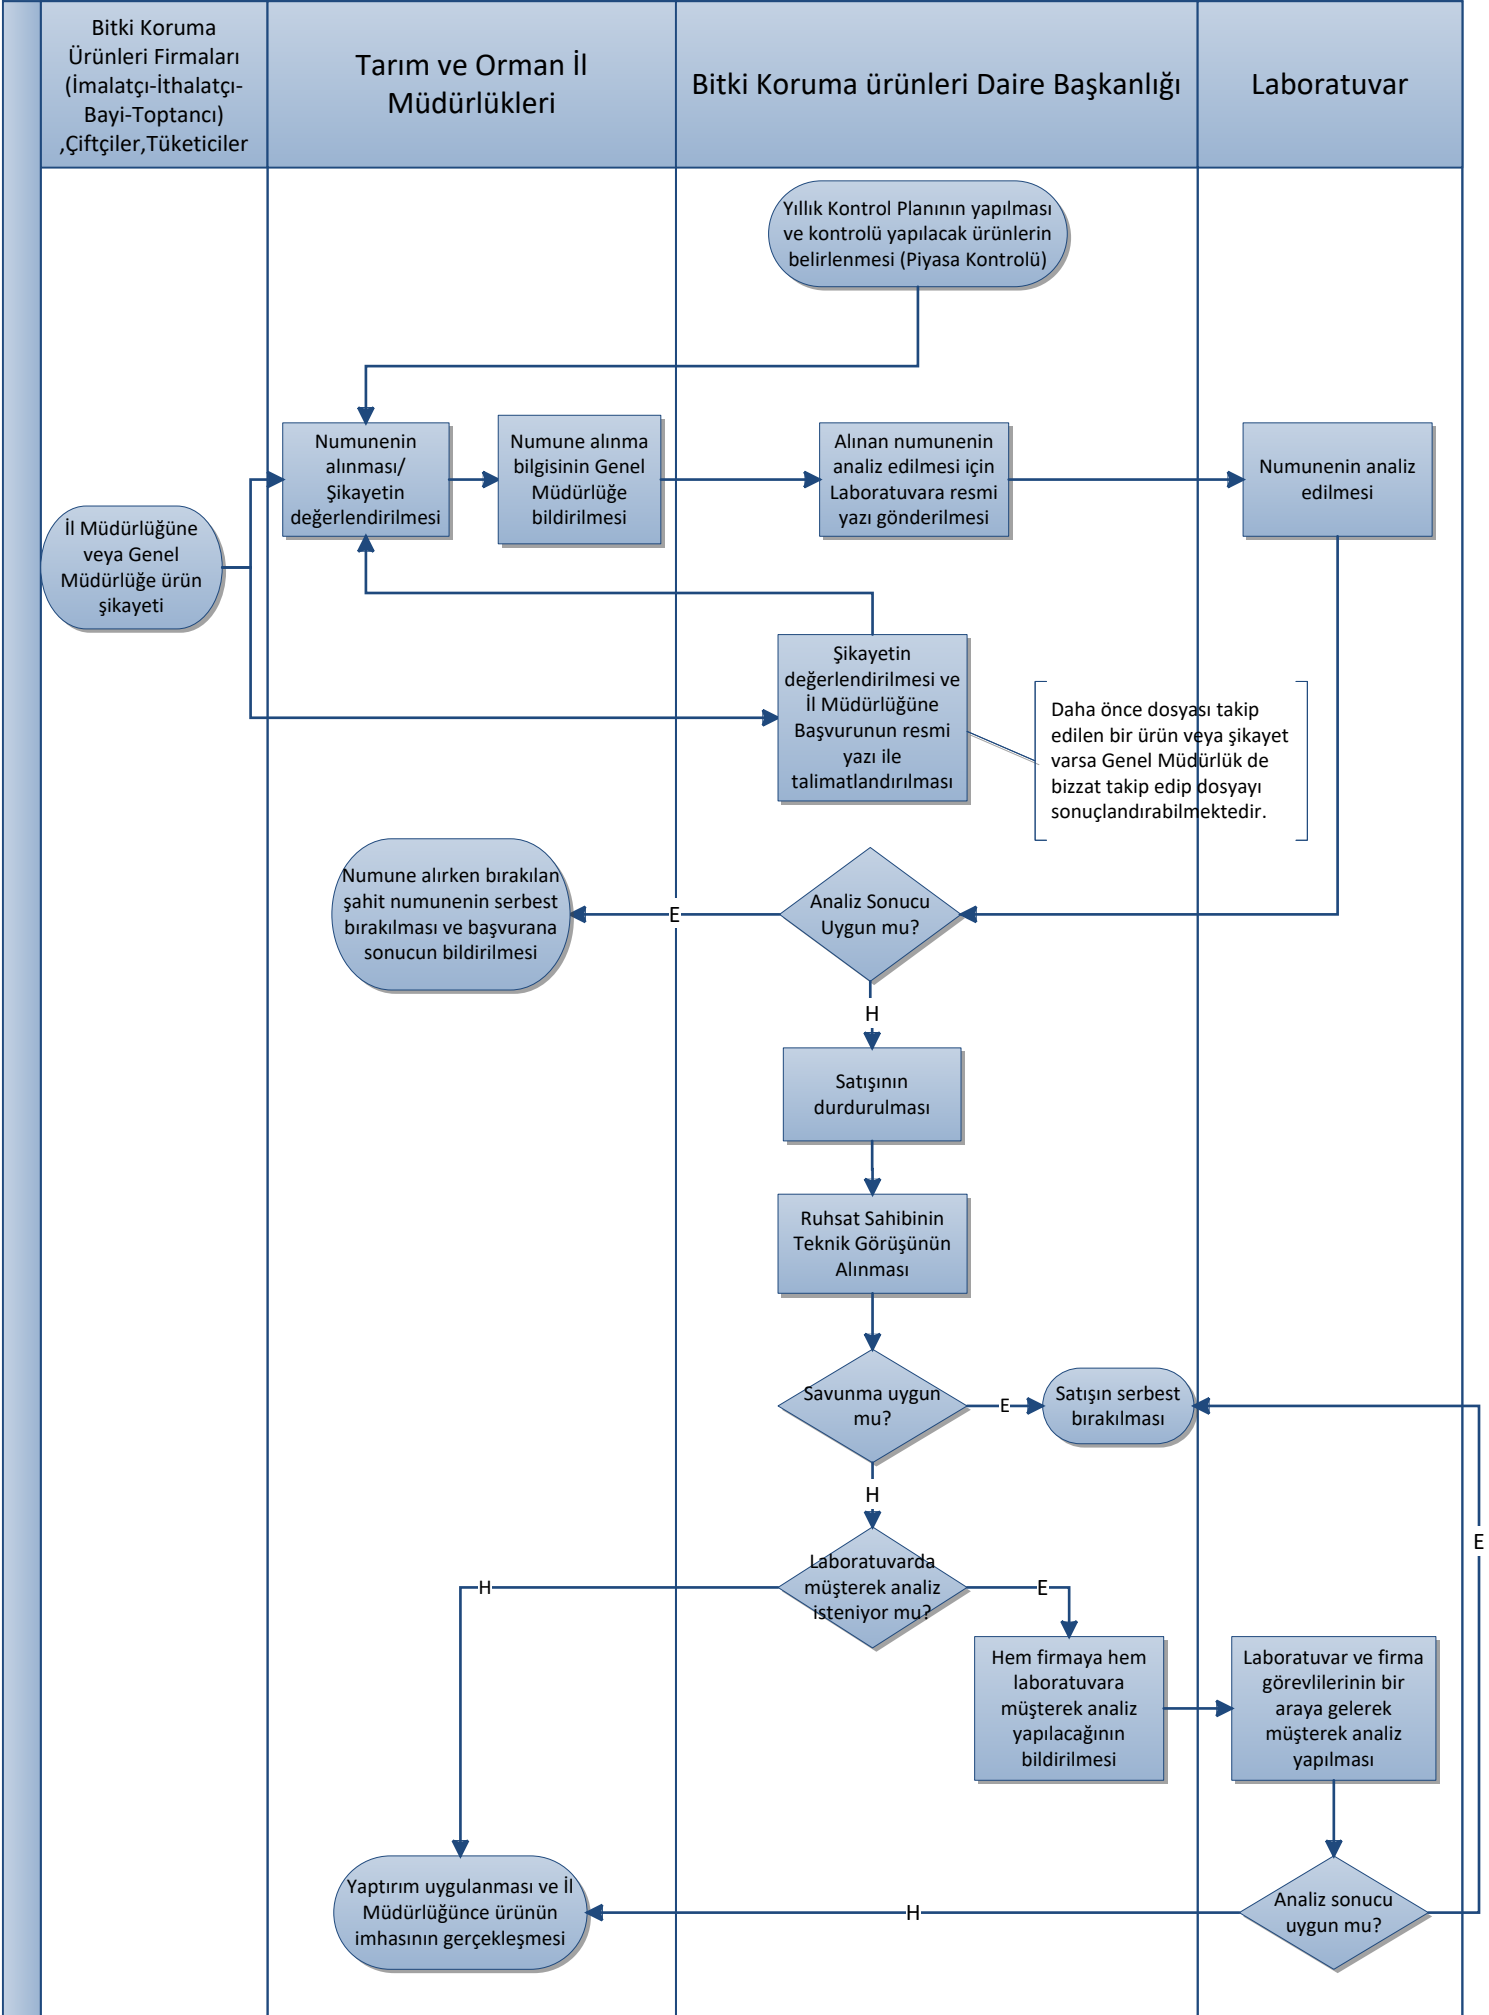 Bitki Koruma
Ürünleri Firmaları
(İmalatçı-İthalatçı-
Bayi-Toptancı)
,Çiftçiler,Tüketiciler
Tarım ve Orman İl
Müdürlükleri
Bitki Koruma ürünleri Daire Başkanlığı
Laboratuvar
Yıllık Kontrol Planının yapılması
ve kontrolü yapılacak ürünlerin
belirlenmesi (Piyasa Kontrolü)
Numunenin
alınması/
Şikayetin
değerlendirilmesi
Numune alınma
bilgisinin Genel
Müdürlüğe
bildirilmesi
Alınan numunenin
analiz edilmesi için
Laboratuvara resmi
yazı gönderilmesi
Numunenin analiz
edilmesi
İl Müdürlüğüne
veya Genel
Müdürlüğe ürün
şikayeti
Şikayetin
değerlendirilmesi ve
İl Müdürlüğüne
Başvurunun resmi
yazı ile
talimatlandırılması
Daha önce dosyası takip
edilen bir ürün veya şikayet
varsa Genel Müdürlük de
bizzat takip edip dosyayı
sonuçlandırabilmektedir.
Numune alırken bırakılan
şahit numunenin serbest
bırakılması ve başvurana
sonucun bildirilmesi
E
Analiz Sonucu
Uygun mu?
H
Satışının
durdurulması
Ruhsat Sahibinin
Teknik Görüşünün
Alınması
Savunma uygun
mu?
E
Satışın serbest
bırakılması
H
E
Laboratuvarda
müşterek analiz
isteniyor mu?
H
E
Hem firmaya hem
laboratuvara
müşterek analiz
yapılacağının
bildirilmesi
Laboratuvar ve firma
görevlilerinin bir
araya gelerek
müşterek analiz
yapılması
Yaptırım uygulanması ve İl
Müdürlüğünce ürünün
imhasının gerçekleşmesi
H
Analiz sonucu
uygun mu?